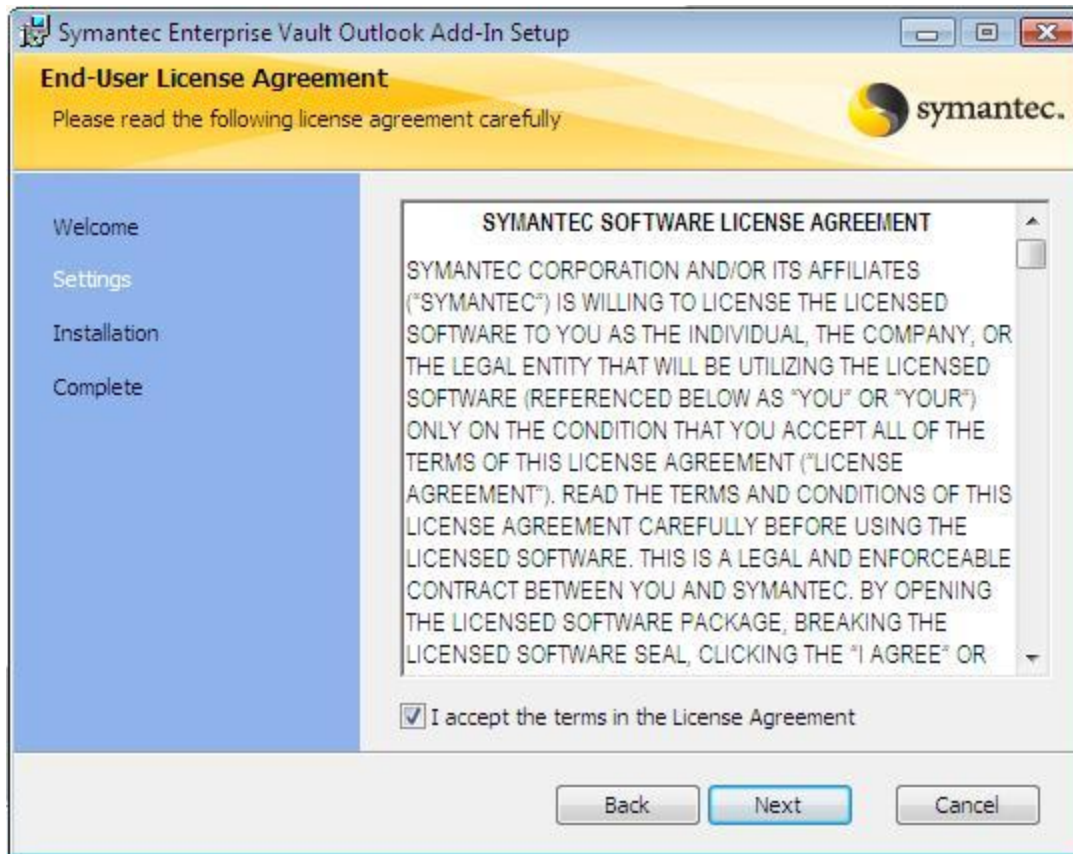 Symantec Enterprise Vault Outlook Add-In Setup
End-User License Agreement
Please read the following license agreement carefully
symantec.
Welcome
Settings
Installation
Complete
SYMANTEC SOFTWARE LICENSE AGREEMENT
SYMANTEC CORPORATION AND/OR ITS AFFILIATES
("SYMANTEC") IS WILLING TO LICENSE THE LICENSED
SOFTWARE TO YOU AS THE INDIVIDUAL, THE COMPANY, OR
THE LEGAL ENTITY THAT WILL BE UTILIZING THE LICENSED
SOFTWARE (REFERENCED BELOW AS "YOU" OR "YOUR")
ONLY ON THE CONDITION THAT YOU ACCEPT ALL OF THE
TERMS OF THIS LICENSE AGREEMENT ("LICENSE
AGREEMENT"). READ THE TERMS AND CONDITIONS OF THIS
LICENSE AGREEMENT CAREFULLY BEFORE USING THE
LICENSED SOFTWARE. THIS IS A LEGAL AND ENFORCEABLE
CONTRACT BETWEEN YOU AND SYMANTEC. BY OPENING
THE LICENSED SOFTWARE PACKAGE, BREAKING THE
LICENSED SOFTWARE SEAL, CLICKING THE "I AGREE" OR
I accept the terms in the License Agreement
Back
Next
Cancel